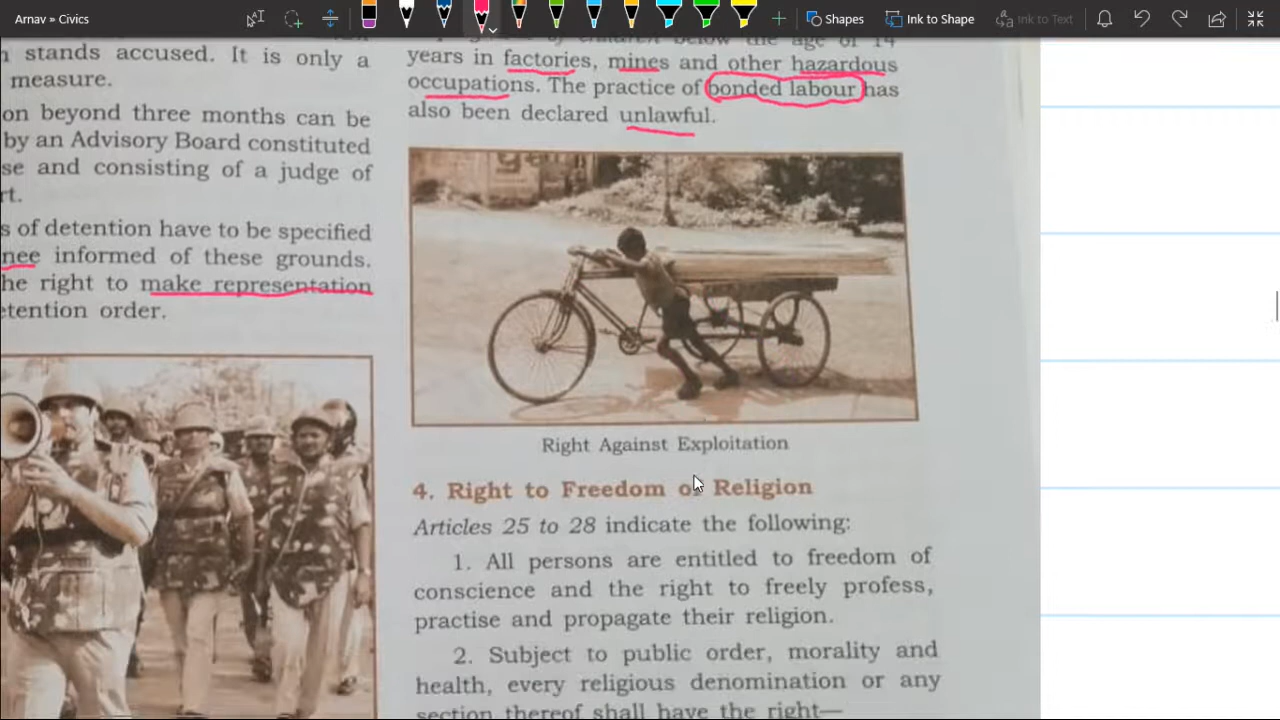 Arnav » Civics
Shapes
Ink to Shape
Ink to Text
stands accused. It is only a
measure.
on beyond three months can be
by an Advisory Board constituted
se and consisting of a judge of
rt.
s of detention have to be specified
nee informed of these grounds.
he right to make representation
etention order.
years in factories, mines and other hazardous
occupations. The practice of bonded labour has
also been declared unlawful.
Right Against Exploitation
4. Right to Freedom of Religion
Articles 25 to 28 indicate the following:
1. All persons are entitled to freedom of
conscience and the right to freely profess,
practise and propagate their religion.
2. Subject to public order, morality and
health, every religious denomination or any
section thereof shall have the right—